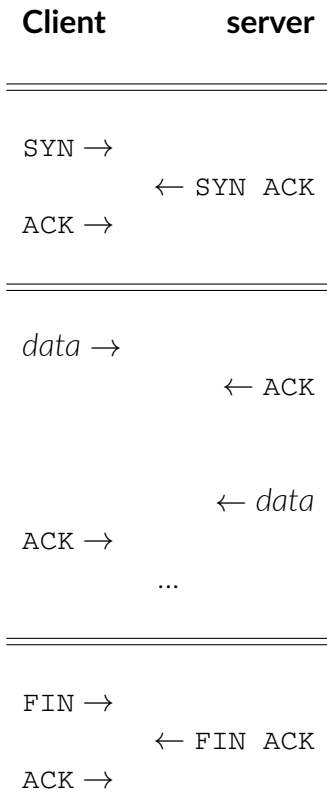 Client server
SYN →
← SYN ACK
ACK →
data →
← ACK
← data
ACK →
...
FIN →
← FIN ACK
ACK →